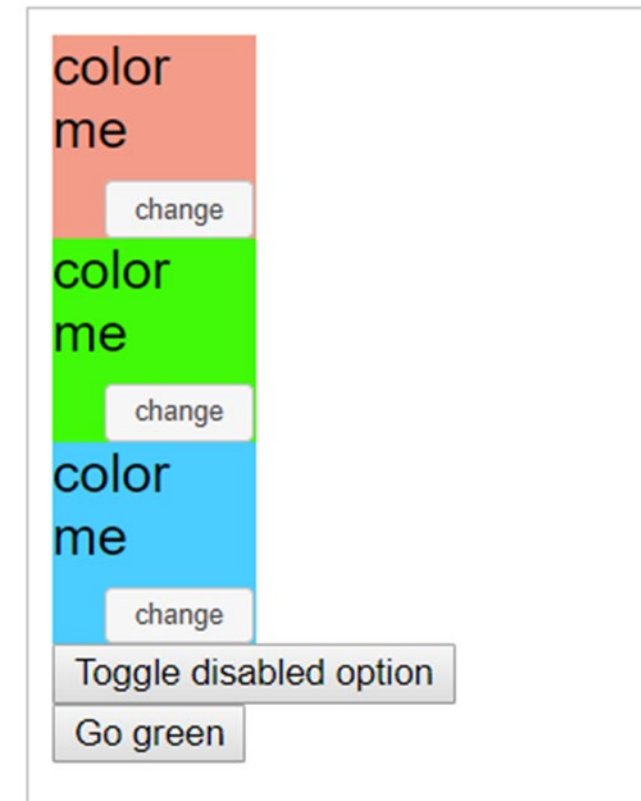 color
me
change
color
me
change
color
me
change
Toggle disabled option
Go green